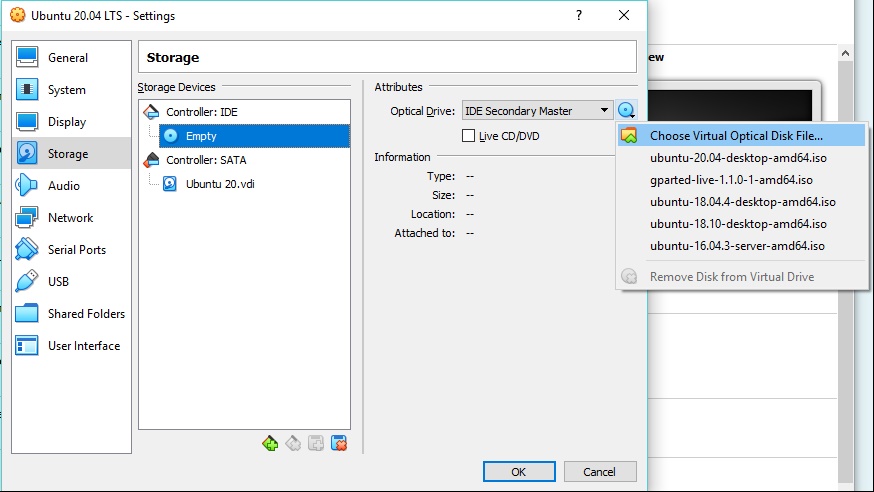 Ubuntu 20.04 LTS - Settings
?
General
System
Display
Storage
Audio
Network
Serial Ports
USB
Shared Folders
User Interface
Storage
Storage Devices
Controller: IDE
Empty
Controller: SATA
Ubuntu 20.vdi
Attributes
Optical Drive: IDE Secondary Master
Live CD/DVD
Information
Type: --
Size: --
Location: --
Attached to: --
ew
Choose Virtual Optical Disk File...
ubuntu-20.04-desktop-amd64.iso
gparted-live-1.1.0-1-amd64.iso
ubuntu-18.04.4-desktop-amd64.iso
ubuntu-18.10-desktop-amd64.iso
ubuntu-16.04.3-server-amd64.iso
Remove Disk from Virtual Drive
OK
Cancel